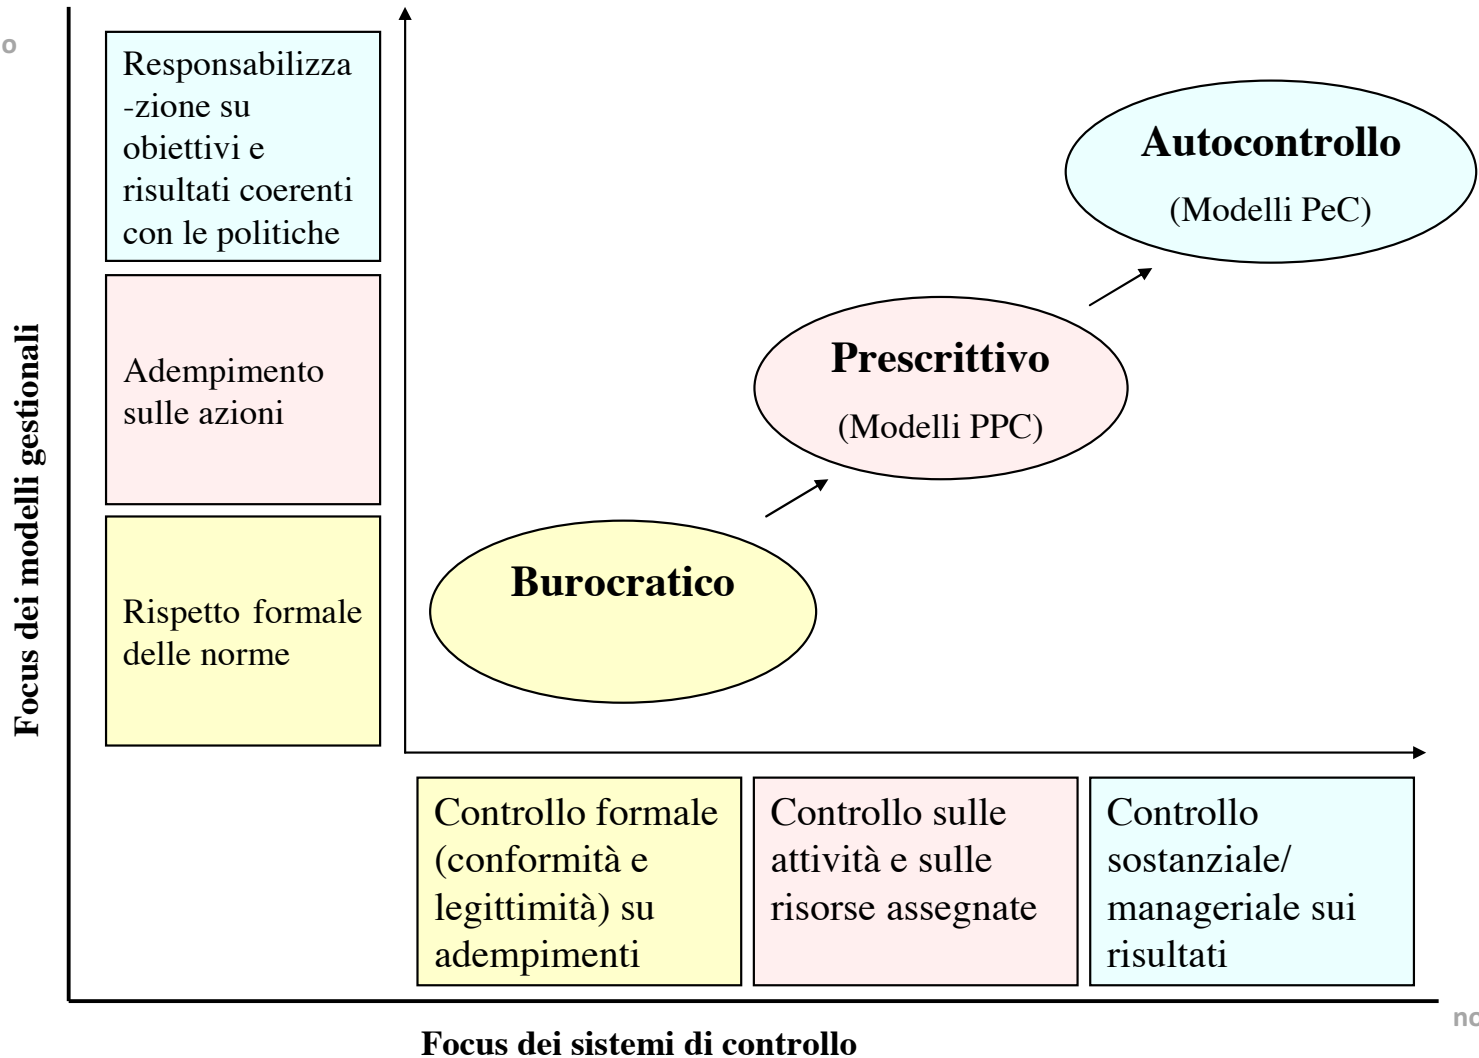 o
Responsabilizza
-zione su
obiettivi e
risultati coerenti
con le politiche
Adempimento
sulle azioni
Rispetto formale
delle norme
Focus dei modelli gestionali
Autocontrollo
(Modelli PeC)
Prescrittivo
(Modelli PPC)
Burocratico
Controllo formale
(conformità e
legittimità) su
adempimenti
Controllo sulle
attività e sulle
risorse assegnate
Controllo
sostanziale/
manageriale sui
risultati
no
Focus dei sistemi di controllo